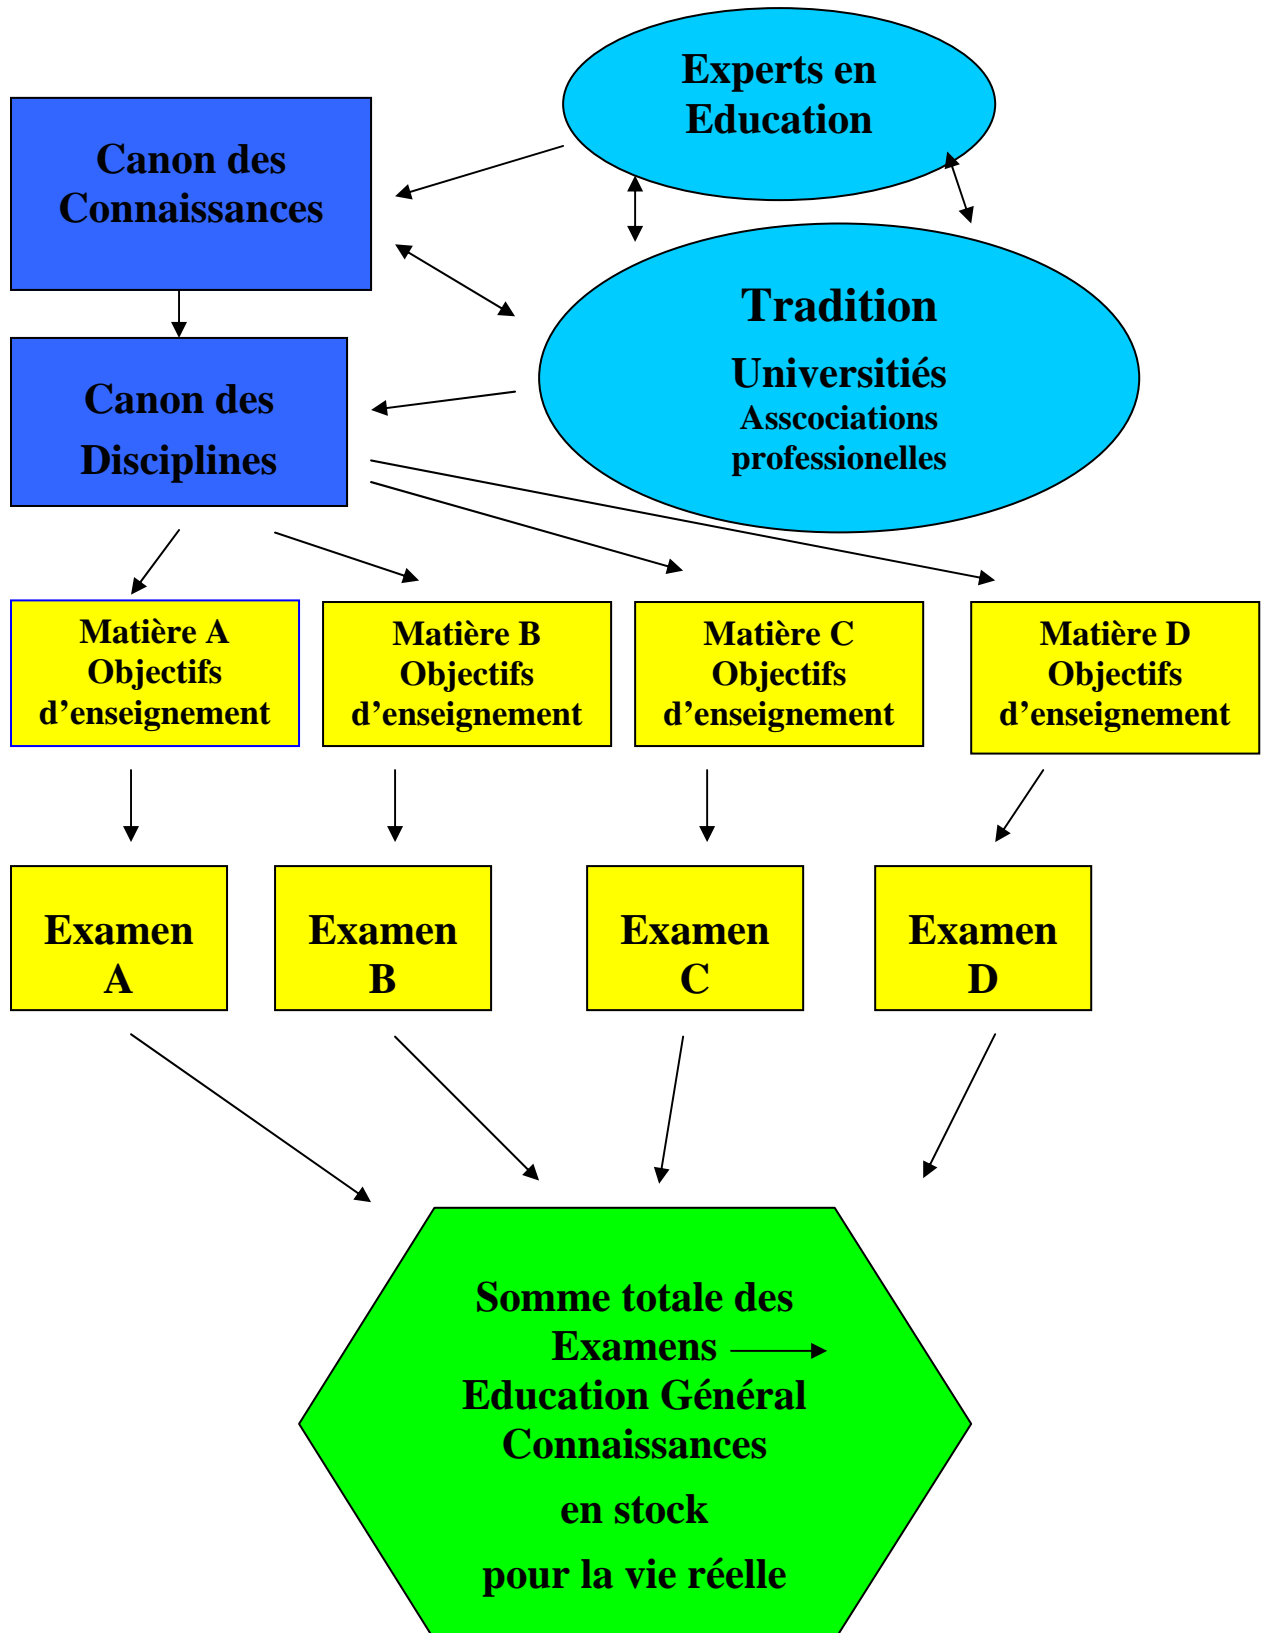 Experts en
Education
Canon des
Connaissances
Tradition
Universitiés
Asscociations
professionelles
Canon des
Disciplines
Matière A
Objectifs
d’enseignement
Matière B
Objectifs
d’enseignement
Matière C
Objectifs
d’enseignement
Matière D
Objectifs
d’enseignement
Examen
A
Examen
B
Examen
C
Examen
D
Somme totale des
Examens
Education Général
Connaissances
en stock
pour la vie réelle